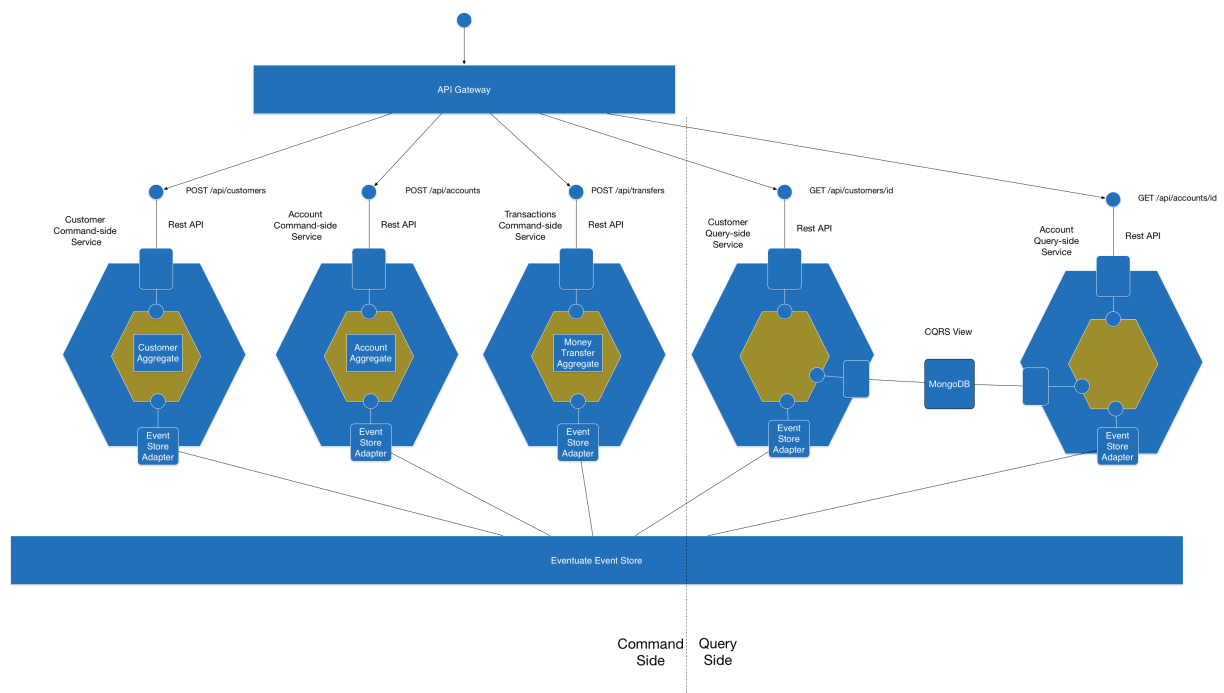 API Gateway
POST /api/customers
POST /api/accounts
POST /api/transfers
GET /api/customers/id
GET /api/accounts/id
Customer
Command-side
Service
Rest API
Account
Command-side
Service
Rest API
Transactions
Command-side
Service
Rest API
Customer
Query-side
Service
Rest API
Account
Query-side
Service
Rest API
Customer
Aggregate
Account
Aggregate
Money
Transfer
Aggregate
CQRS View
MongoDB
Event
Store
Adapter
Event
Store
Adapter
Event
Store
Adapter
Event
Store
Adapter
Event
Store
Adapter
Eventuate Event Store
Command
Side
Query
Side